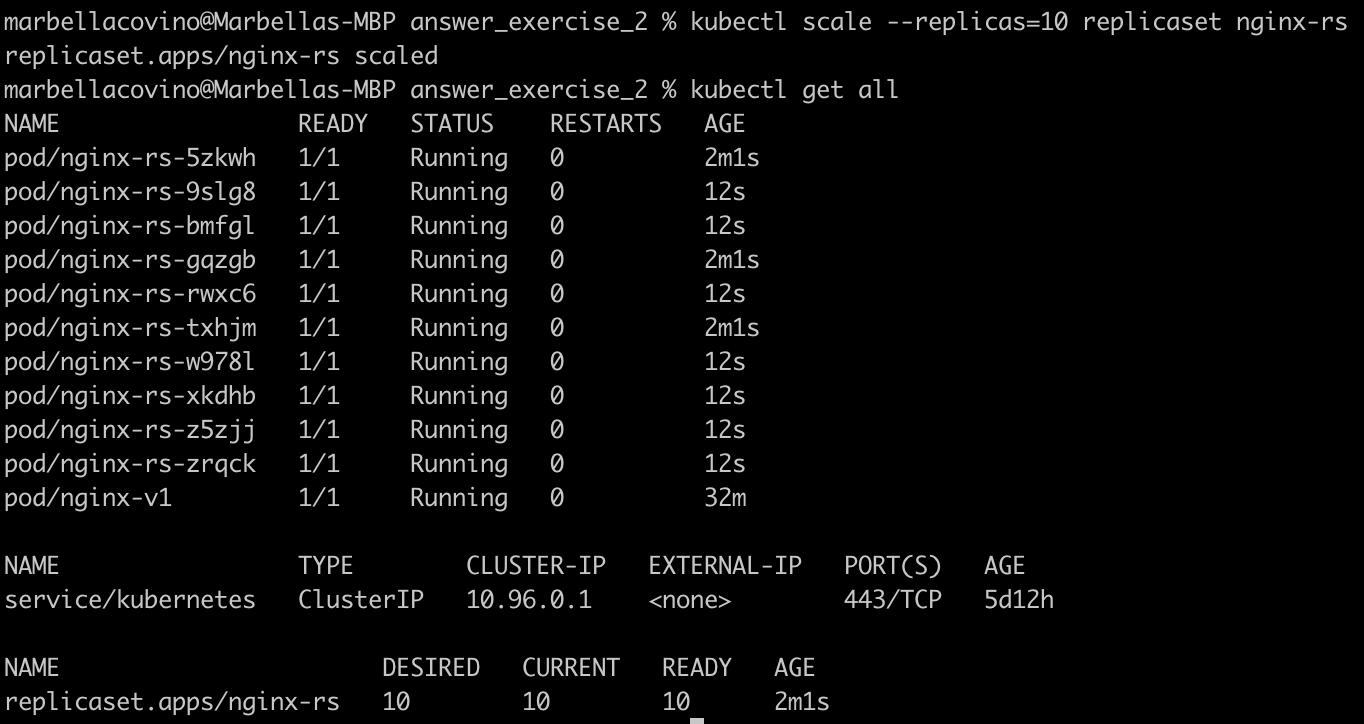 marbellacovino@Marbellas-MBP answer_exercise_2 % kubectl scale --replicas=10 replicaset nginx-rs
replicaset.apps/nginx-rs scaled
marbellacovino@Marbellas-MBP answer_exercise_2 % kubectl get all
NAME                 READY   STATUS    RESTARTS   AGE
pod/nginx-rs-5zkwh   1/1     Running   0          2m1s
pod/nginx-rs-9slg8   1/1     Running   0          12s
pod/nginx-rs-bmfgl   1/1     Running   0          12s
pod/nginx-rs-gqzgb   1/1     Running   0          2m1s
pod/nginx-rs-rwxc6   1/1     Running   0          12s
pod/nginx-rs-txhjm   1/1     Running   0          2m1s
pod/nginx-rs-w978l   1/1     Running   0          12s
pod/nginx-rs-xkdhb   1/1     Running   0          12s
pod/nginx-rs-z5zjj   1/1     Running   0          12s
pod/nginx-rs-zrqck   1/1     Running   0          12s
pod/nginx-v1         1/1     Running   0          32m
NAME                 TYPE        CLUSTER-IP   EXTERNAL-IP   PORT(S)   AGE
service/kubernetes   ClusterIP   10.96.0.1    <none>        443/TCP   5d12h
NAME                       DESIRED   CURRENT   READY   AGE
replicaset.apps/nginx-rs   10        10        10      2m1s